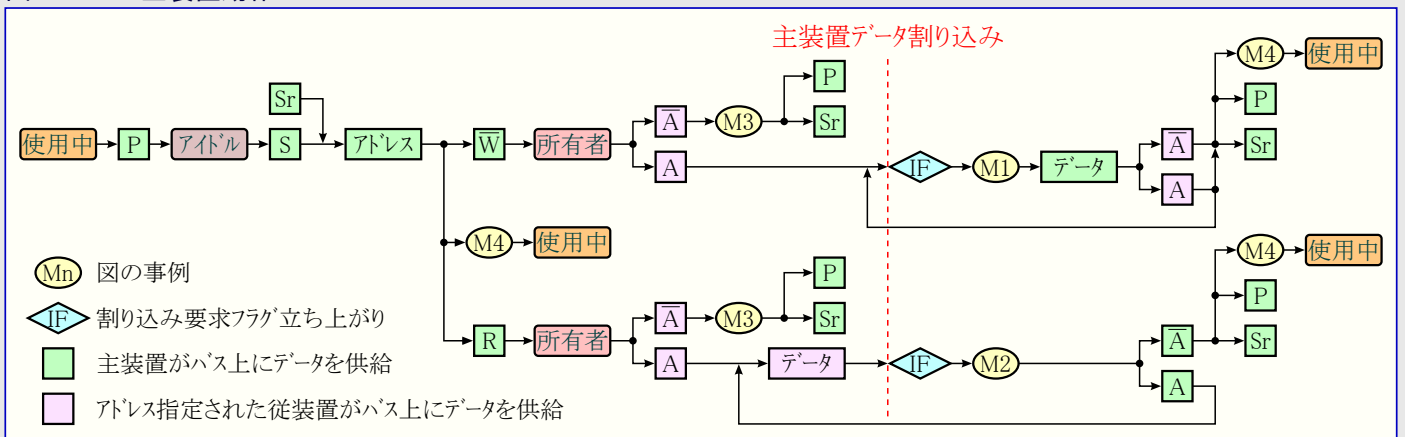 主装置データ割り込み
M4 使用中
P
Sr
P
A̅ M3 Sr
A̅ Sr
使用中 P アイドル S アドレス W̅ 所有者
A IF M1 データ A
M4 使用中
M4 使用中
Mn 図の事例
P
P
IF 割り込み要求フラグ立ち上がり
A̅ M3 Sr
R 所有者 A̅ Sr
主装置がバス上にデータを供給
A データ IF M2 A
アドレス指定された従装置がバス上にデータを供給